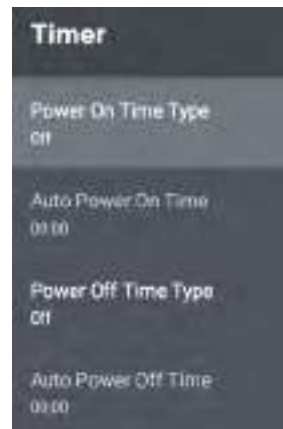 Timer
Power On Time Type
Off
Auto Power On Time
00:00
Power Off Time Type
Off
Auto Power Off Time
00:00